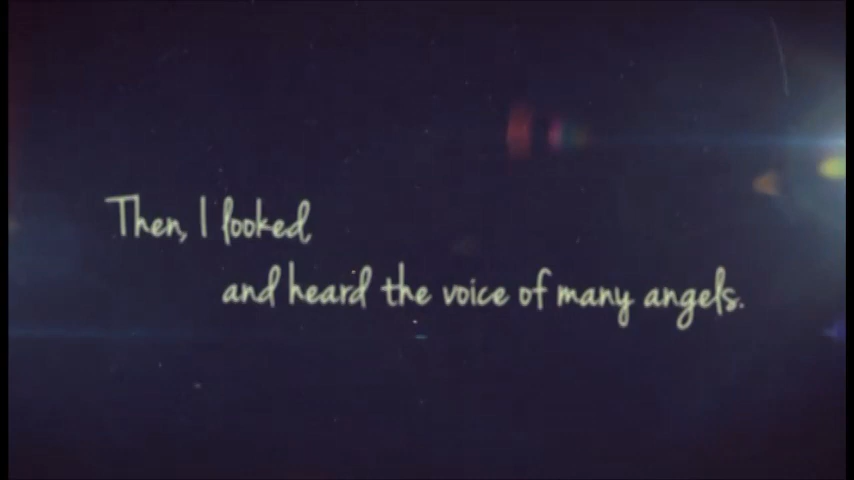 Then, I looked,
and heard the voice of many angels.